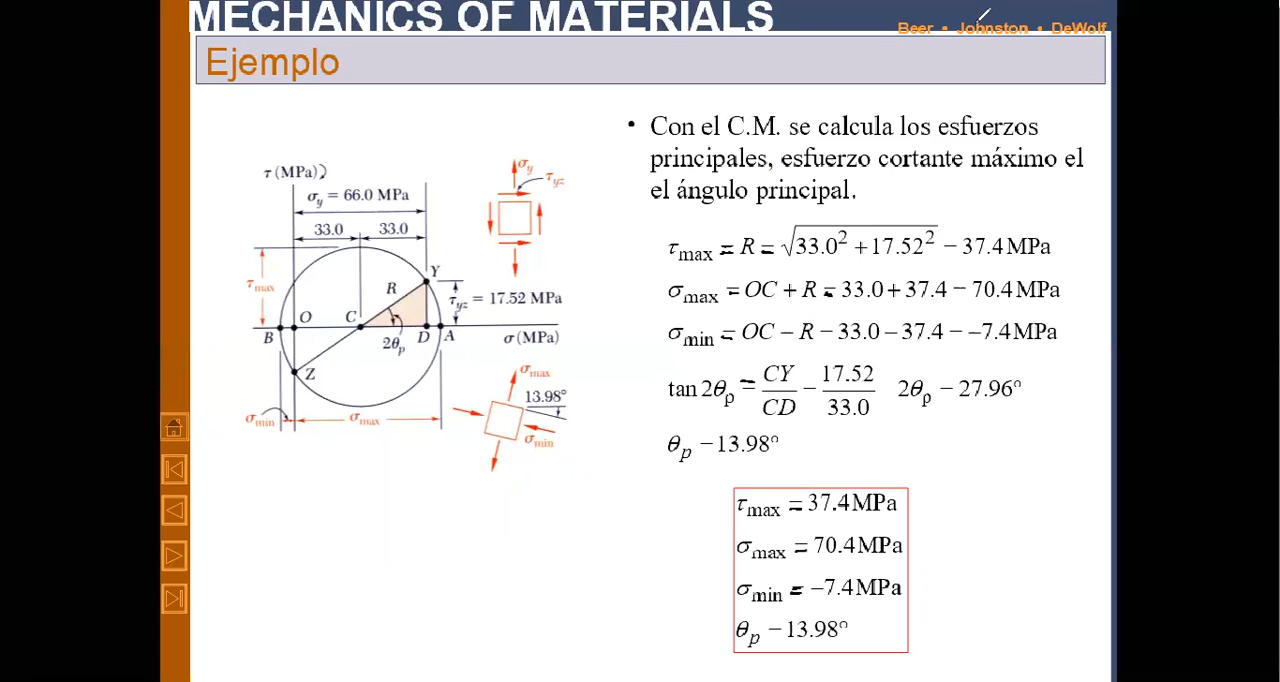 MECHANICS OF MATERIALS
Beer • Johnston • DeWolf
Ejemplo
• Con el C.M. se calcula los esfuerzos
principales, esfuerzo cortante máximo el
el ángulo principal.
τ (MPa))
σy = 66.0 MPa
33.0 33.0
τmax
R
Y
τyz = 17.52 MPa
B O C D A
2θp
σ (MPa)
Z
σmin
σmax
σy
τyz
σmax
13.98°
σmin
τmax = R = √33.0² + 17.52² − 37.4 MPa
σmax = OC + R = 33.0 + 37.4 − 70.4 MPa
σmin = OC − R − 33.0 − 37.4 − −7.4 MPa
tan 2θp = CY/CD − 17.52/33.0 2θp − 27.96°
θp − 13.98°
τmax = 37.4 MPa
σmax = 70.4 MPa
σmin = −7.4 MPa
θp − 13.98°